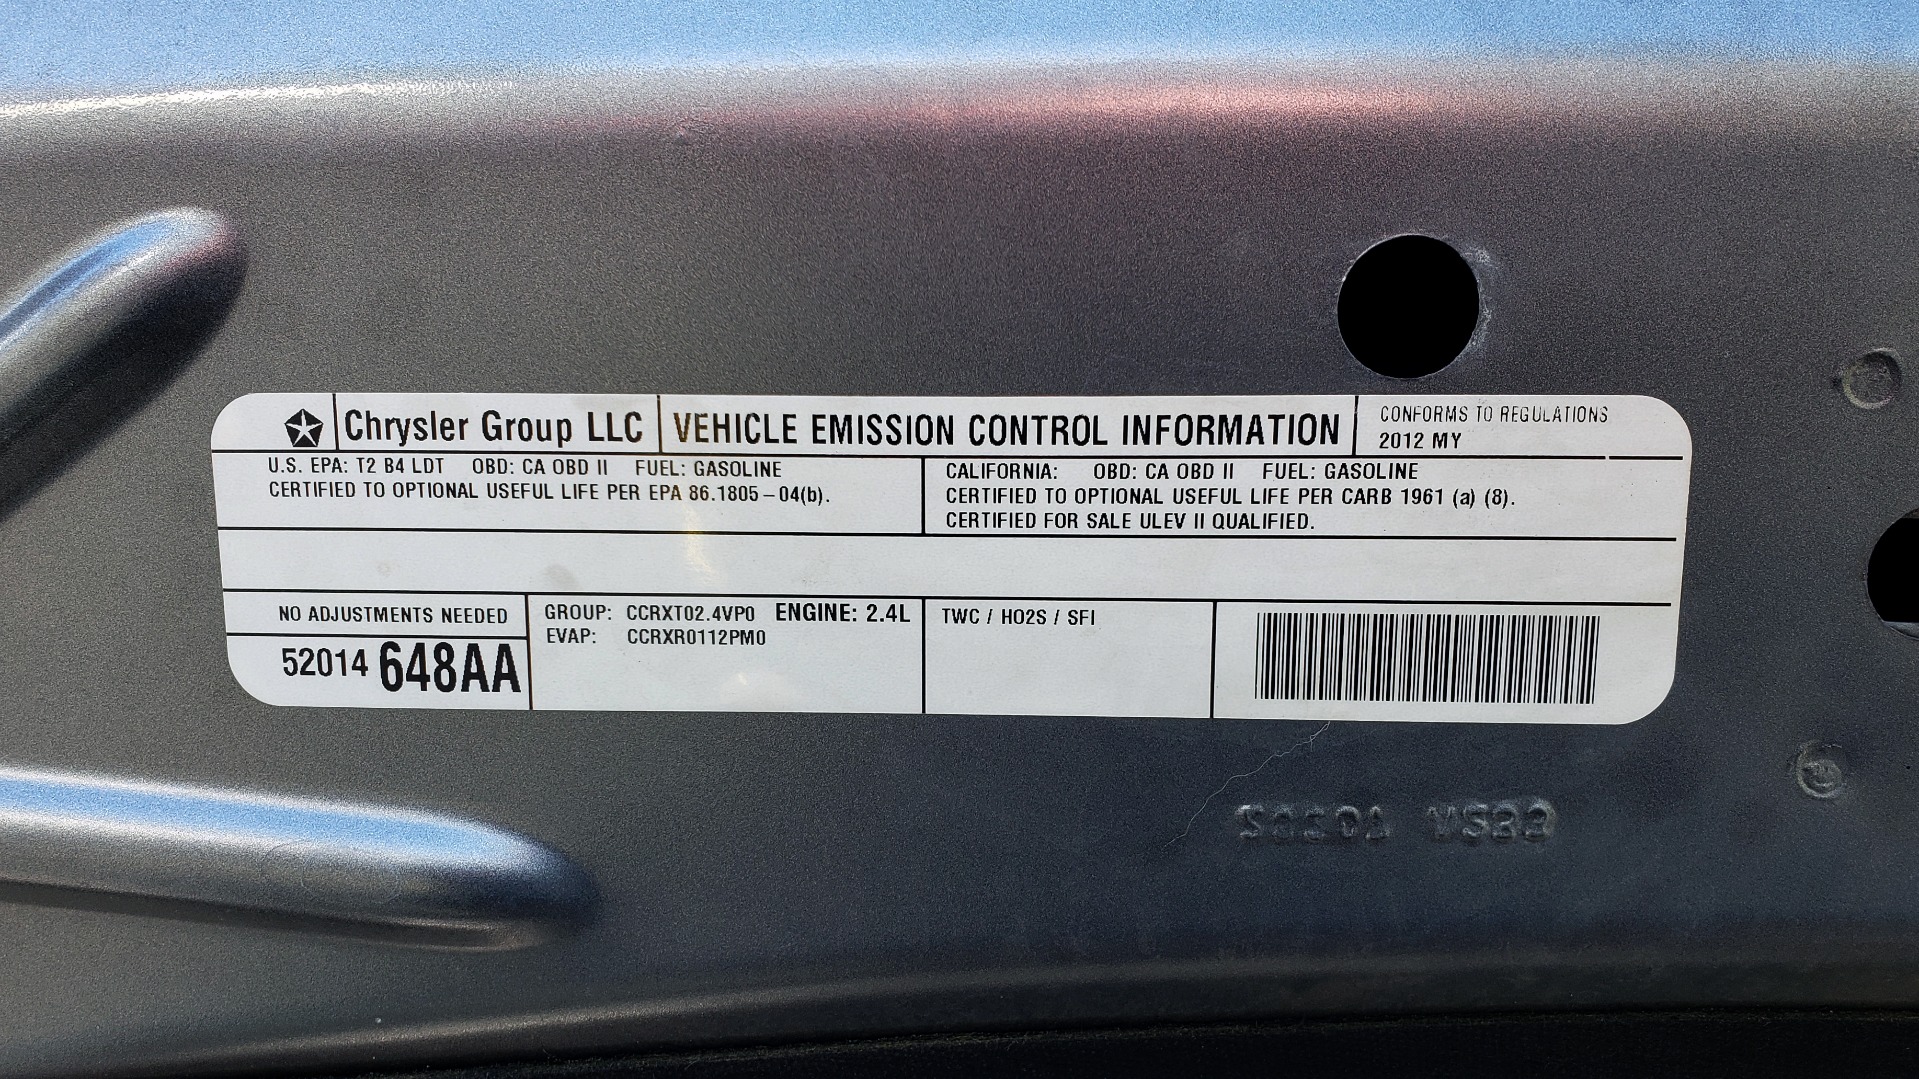 Chrysler Group LLC
VEHICLE EMISSION CONTROL INFORMATION
CONFORMS TO REGULATIONS
2012 MY
U.S. EPA: T2 B4 LDT OBD: CA OBD II FUEL: GASOLINE
CERTIFIED TO OPTIONAL USEFUL LIFE PER EPA 86.1805-04(b).
CALIFORNIA: OBD: CA OBD II FUEL: GASOLINE
CERTIFIED TO OPTIONAL USEFUL LIFE PER CARB 1961 (a) (8).
CERTIFIED FOR SALE ULEV II QUALIFIED.
NO ADJUSTMENTS NEEDED
52014 648AA
GROUP: CCRXT02.4VP0 ENGINE: 2.4L
EVAP: CCRXR0112PM0
TWC / HO2S / SFI